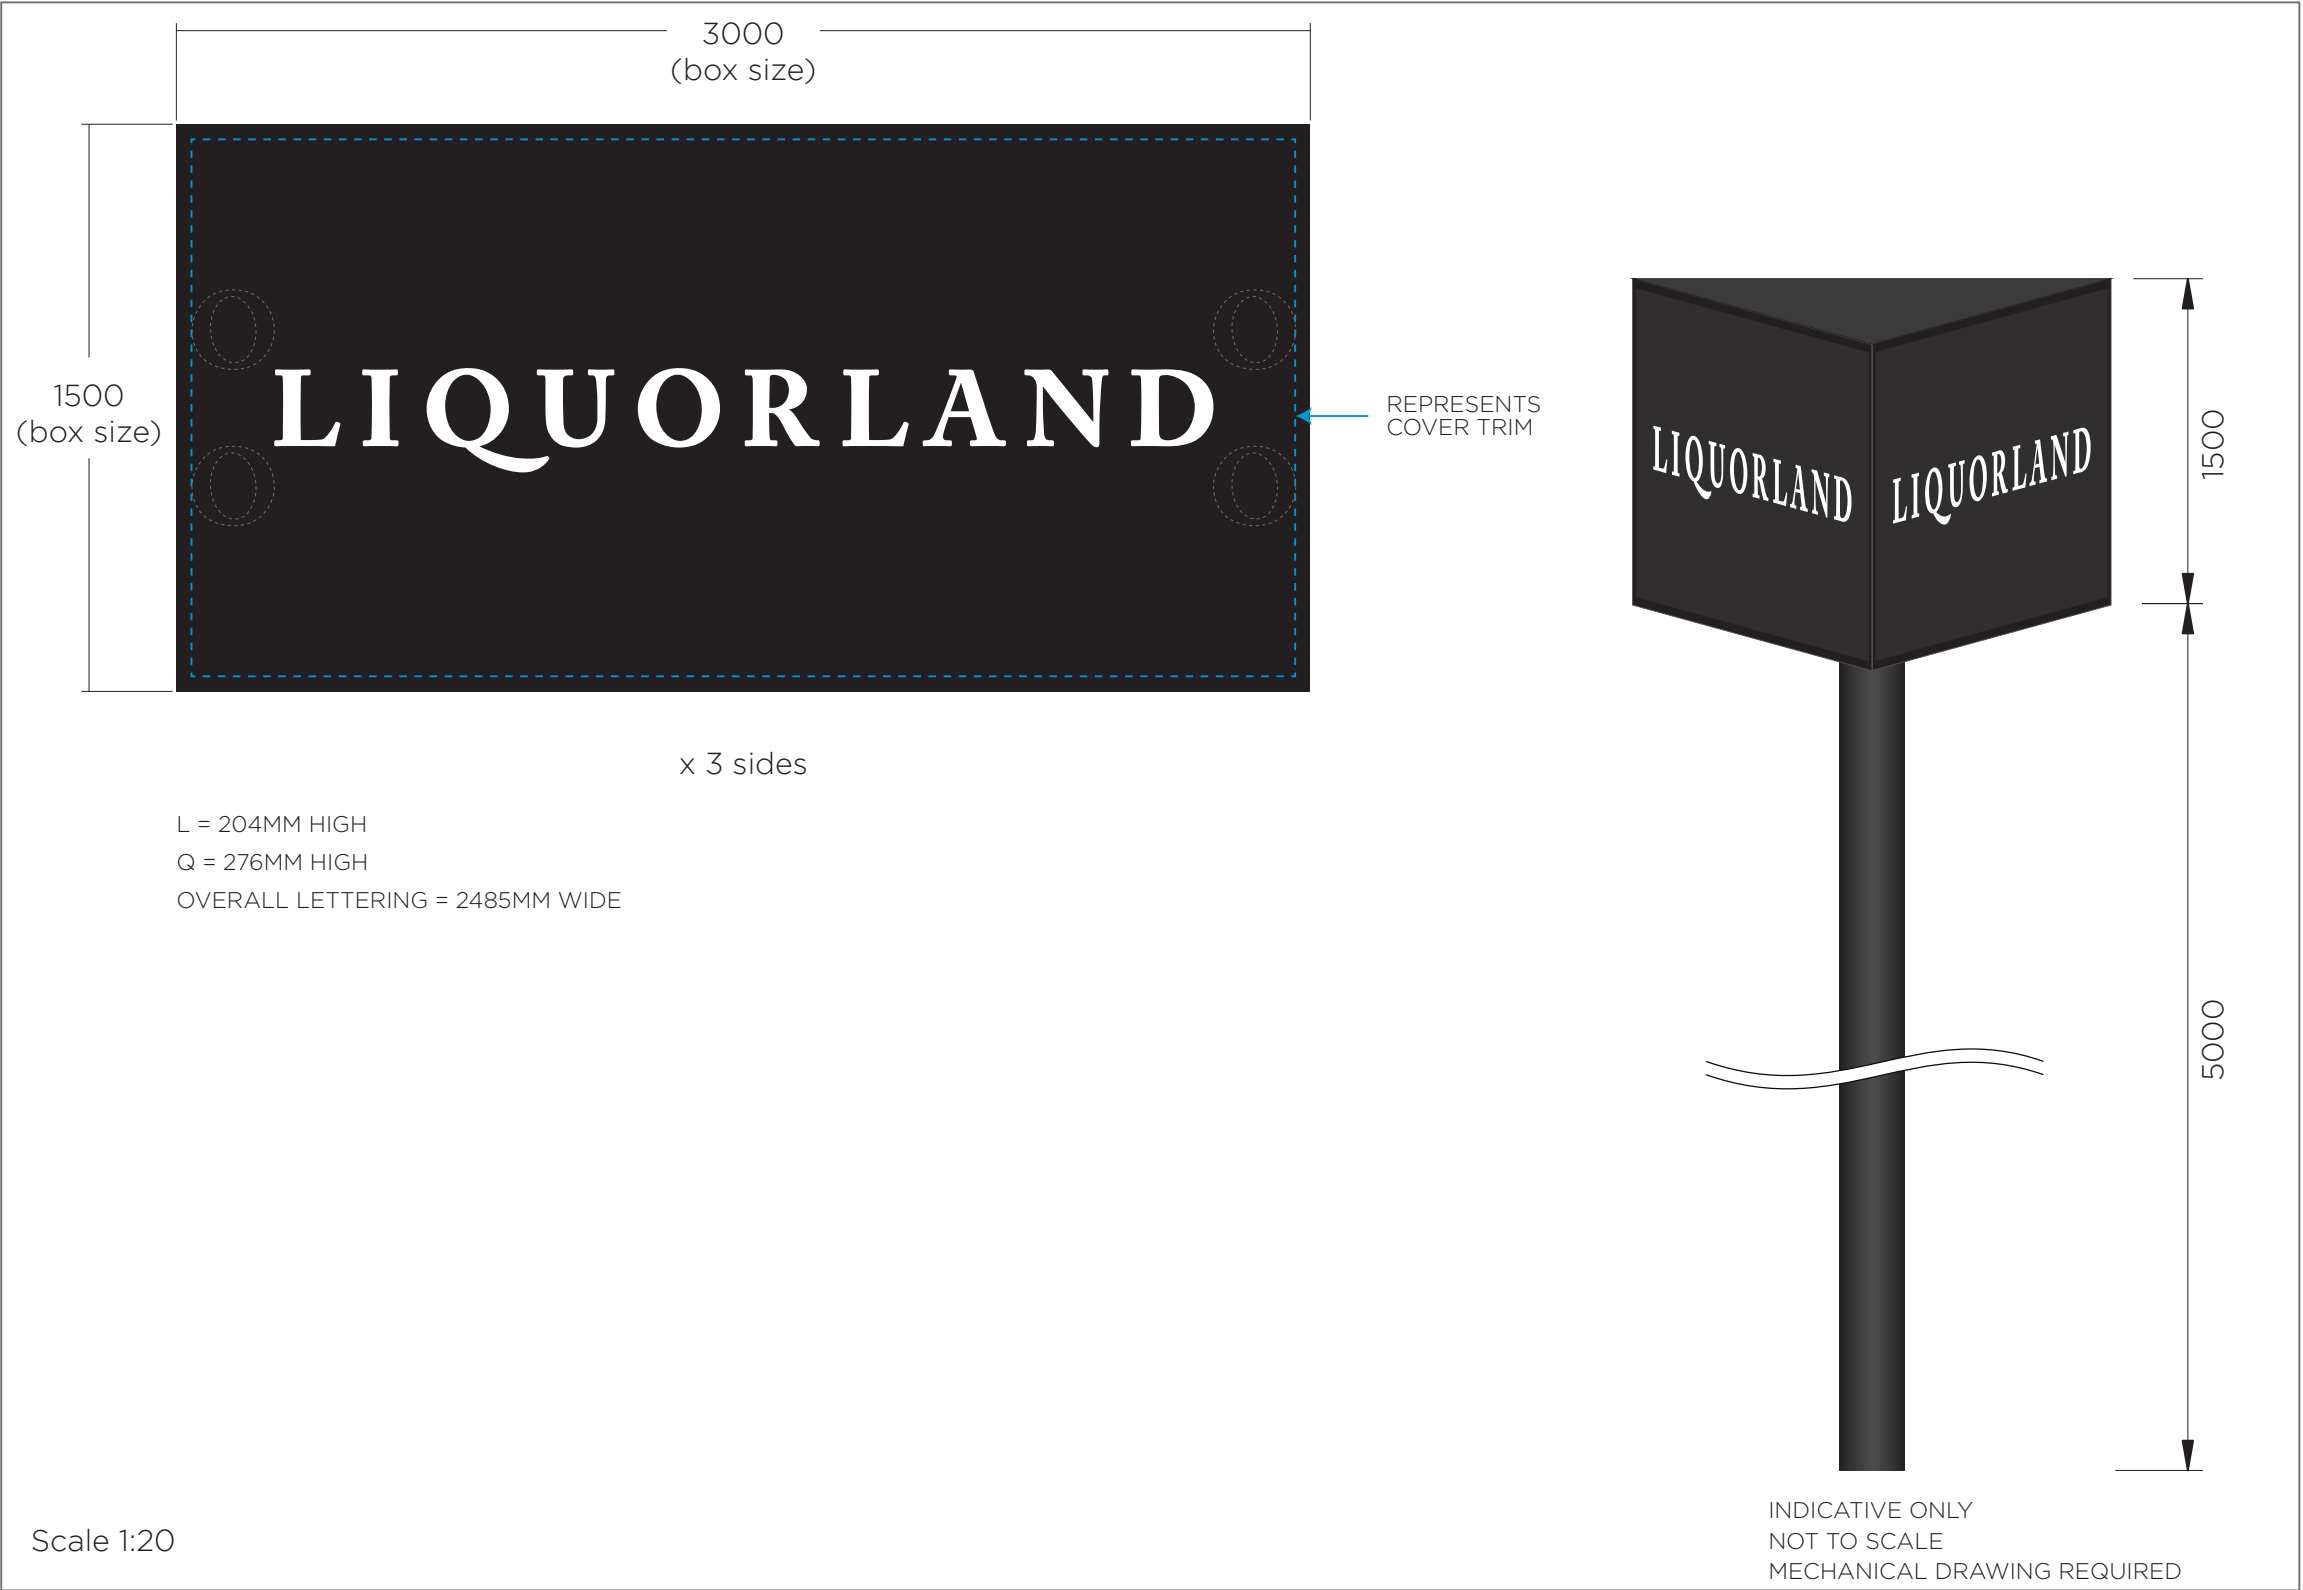 3000
(box size)
1500
(box size)
O
O
LIQUORLAND
O
O
REPRESENTS
COVER TRIM
x 3 sides
L = 204MM HIGH
Q = 276MM HIGH
OVERALL LETTERING = 2485MM WIDE
Scale 1:20
LIQUORLAND
LIQUORLAND
1500
5000
INDICATIVE ONLY
NOT TO SCALE
MECHANICAL DRAWING REQUIRED